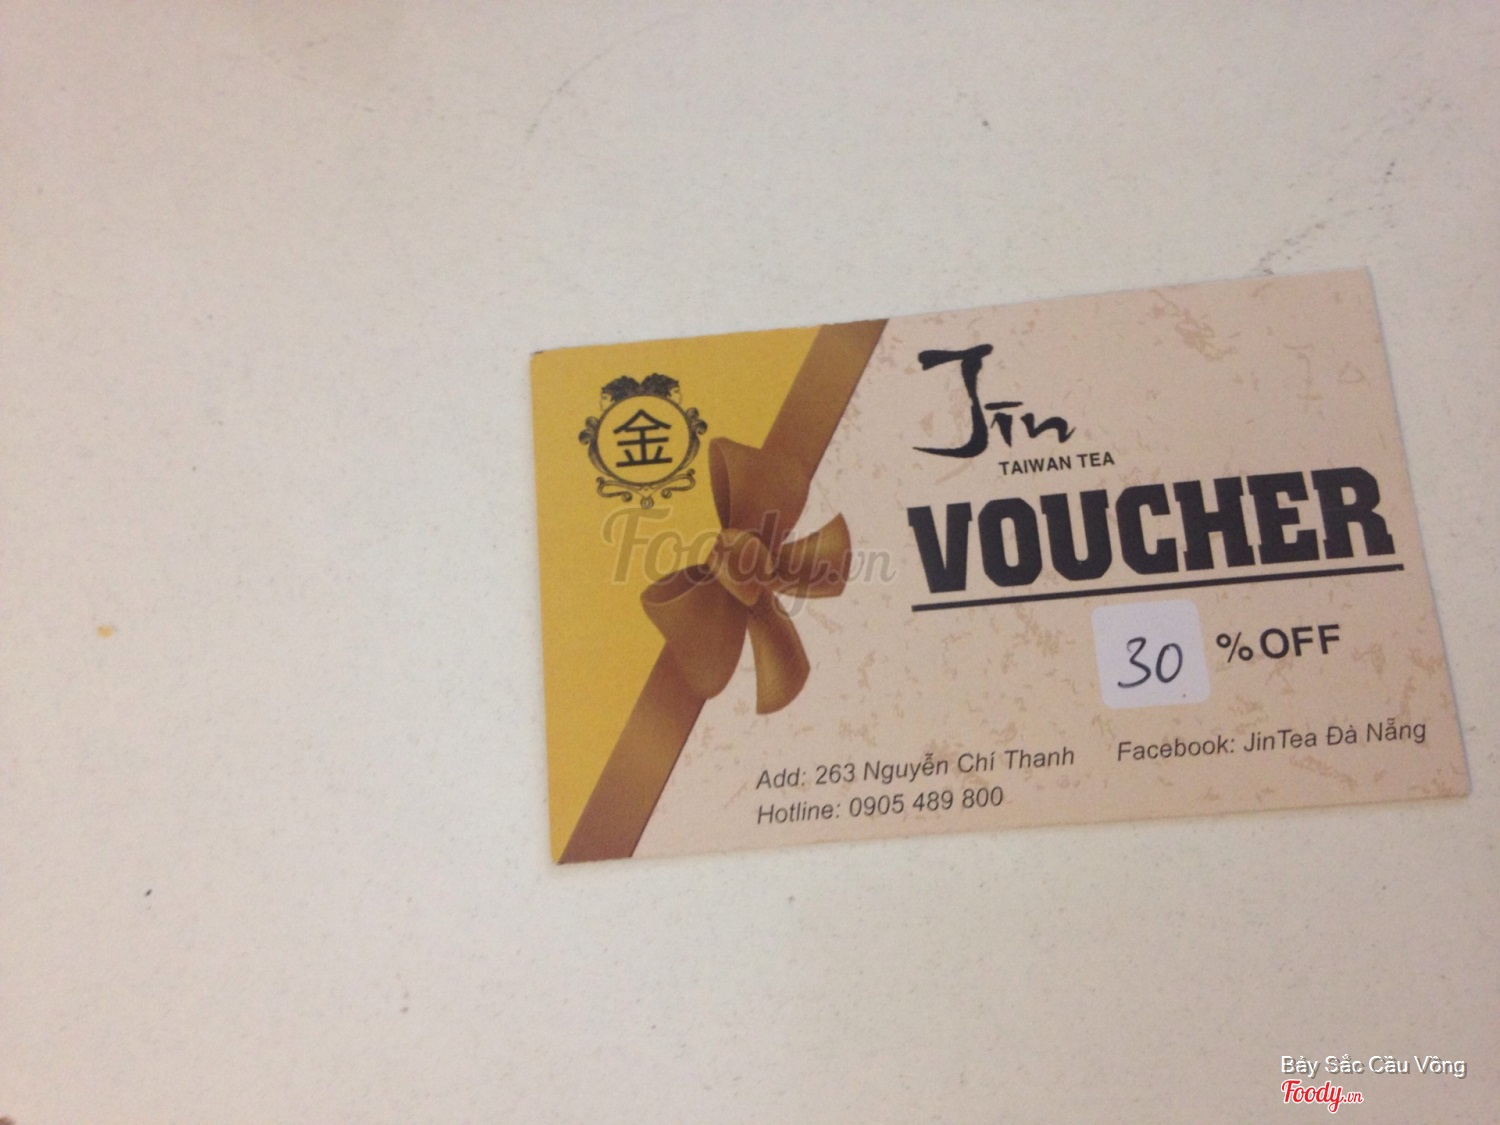 金
Jin
TAIWAN TEA
VOUCHER
30 % OFF
Add: 263 Nguyễn Chí Thanh
Facebook: JinTea Đà Nẵng
Hotline: 0905 489 800
Foody.vn
Bảy Sắc Cầu Vồng
Foody.vn